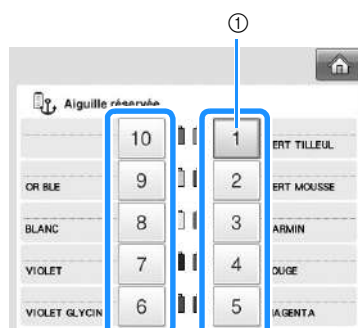 ①
Aiguille réservée
10 1 ERT TILLEUL
OR BLE 9 2 ERT MOUSSE
BLANC 8 3 ARMIN
VIOLET 7 4 OUGE
VIOLET GLYCIN 6 5 AGENTA